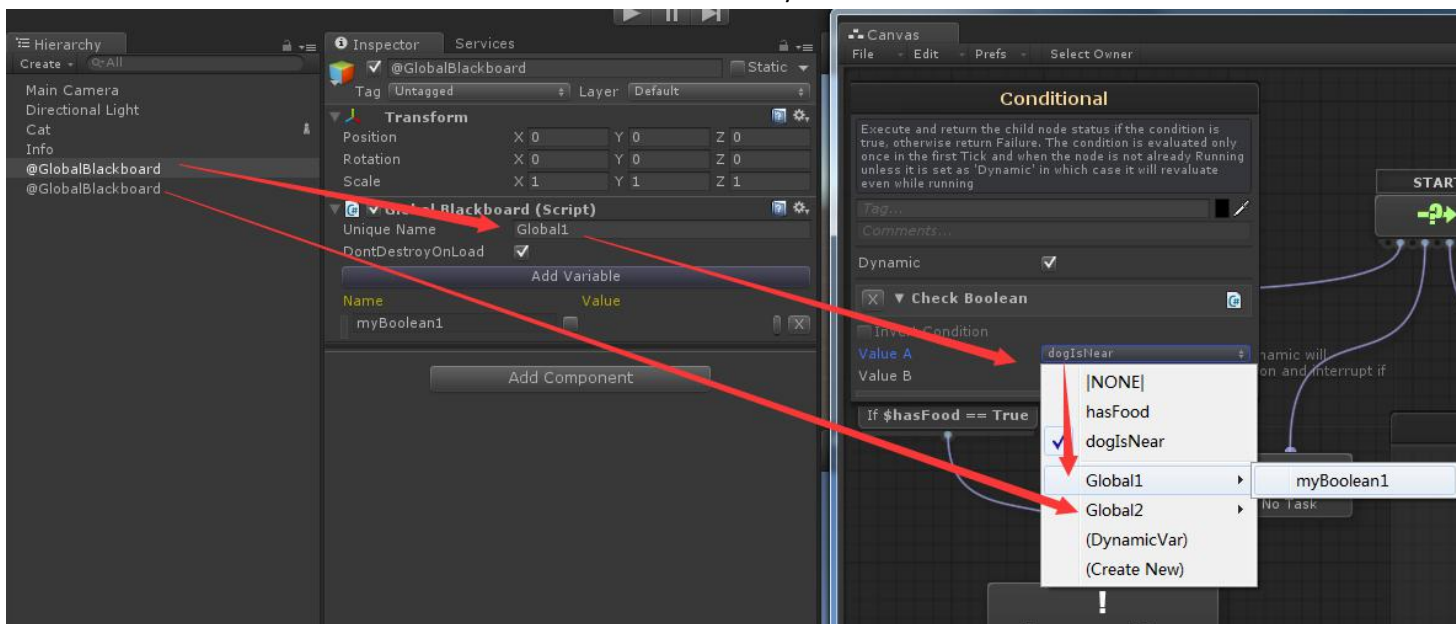 Hierarchy
Create
All
Main Camera
Directional Light
Cat
Info
@GlobalBlackboard
@GlobalBlackboard
Inspector Services
@GlobalBlackboard Static
Tag Untagged Layer Default
Transform
Position X 0 Y 0 Z 0
Rotation X 0 Y 0 Z 0
Scale X 1 Y 1 Z 1
Global Blackboard (Script)
Unique Name Global1
DontDestroyOnLoad
Add Variable
Name Value
myBoolean1 X
Add Component
Canvas
File Edit Prefs Select Owner
Conditional
Execute and return the child node status if the condition is
true, otherwise return Failure. The condition is evaluated only
once in the first Tick and when the node is not already Running
unless it is set as 'Dynamic' in which case it will revaluate
even while running
Tag...
Comments...
Dynamic
X Check Boolean
Invert Condition
Value A dogIsNear
Value B
|NONE|
hasFood
dogIsNear
Global1 myBoolean1
Global2
(DynamicVar)
(Create New)
If $hasFood == True
namic will
on and interrupt if
No Task
START